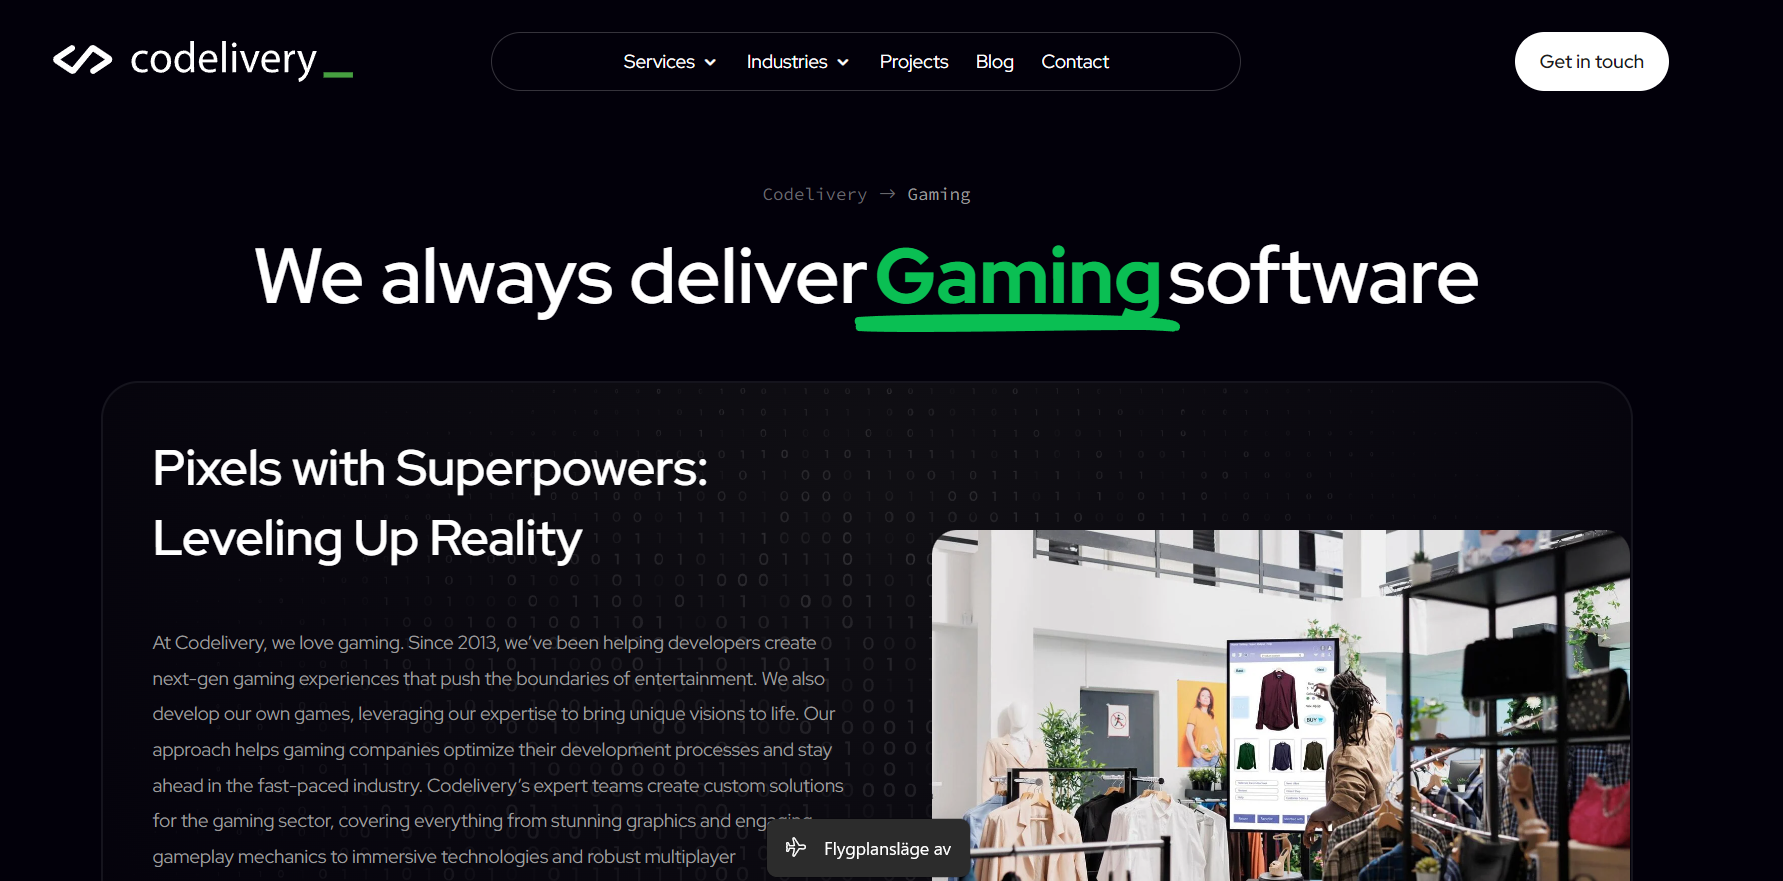 codelivery_
Services
Industries
Projects
Blog
Contact
Get in touch
Codelivery → Gaming
We always deliver Gaming software
Pixels with Superpowers:
Leveling Up Reality
At Codelivery, we love gaming. Since 2013, we’ve been helping developers create
next-gen gaming experiences that push the boundaries of entertainment. We also
develop our own games, leveraging our expertise to bring unique visions to life. Our
approach helps gaming companies optimize their development processes and stay
ahead in the fast-paced industry. Codelivery’s expert teams create custom solutions
for the gaming sector, covering everything from stunning graphics and engaging
gameplay mechanics to immersive technologies and robust multiplayer
BUY
Flygplansläge av